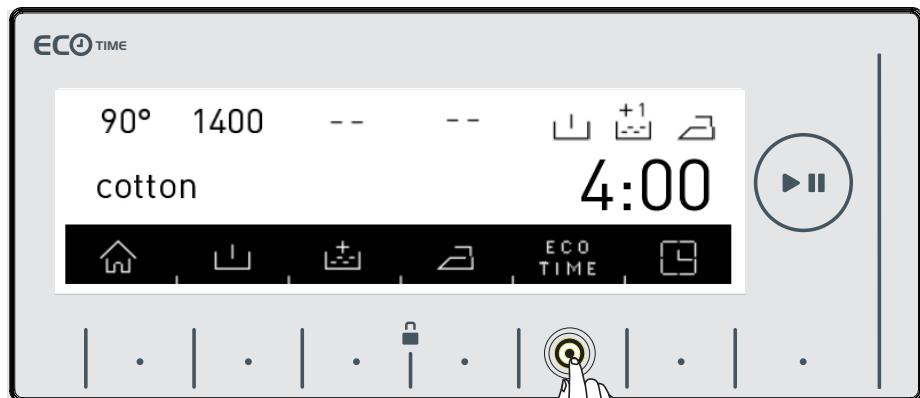 ECO TIME
90° 1400 -- -- +1
cotton 4:00
+ ECO
TIME